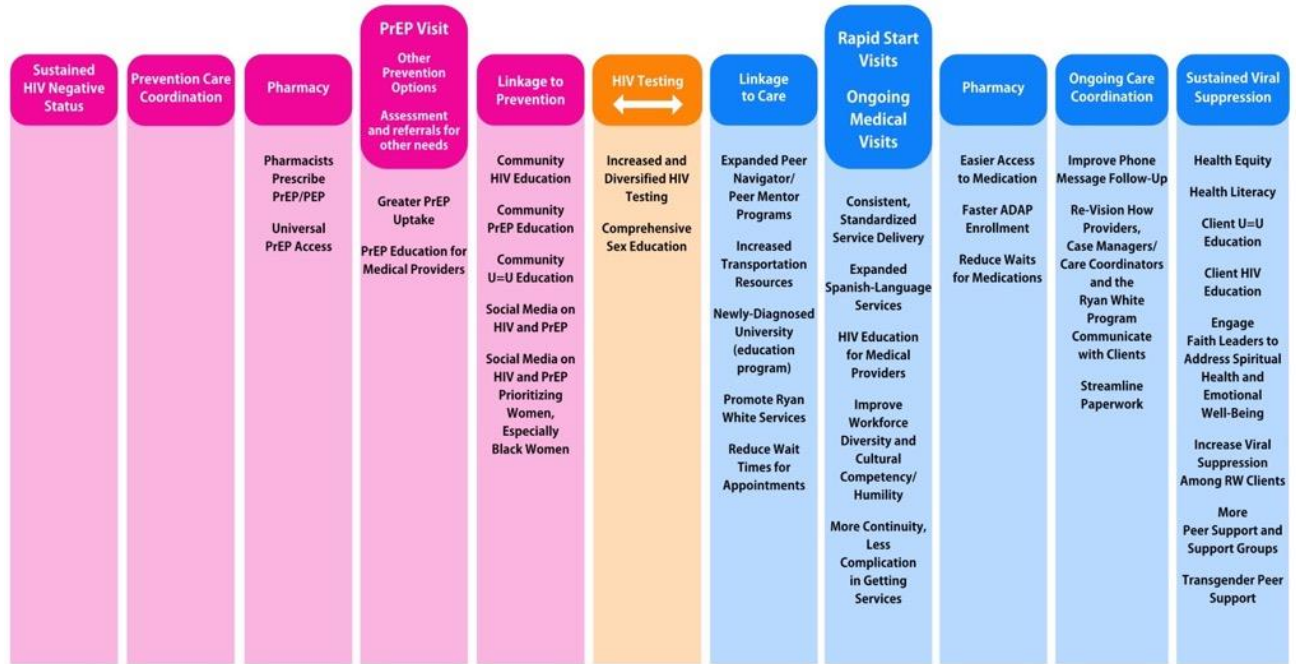 Sustained
HIV Negative
Status
Prevention Care
Coordination
Pharmacy
Pharmacists
Prescribe
PrEP/PEP
Universal
PrEP Access
PrEP Visit
Other
Prevention
Options
Assessment
and referrals for
other needs
Greater PrEP
Uptake
PrEP Education for
Medical Providers
Linkage to
Prevention
Community
HIV Education
Community
PrEP Education
Community
U=U Education
Social Media on
HIV and PrEP
Social Media on
HIV and PrEP
Prioritizing
Women,
Especially
Black Women
HIV Testing
Increased and
Diversified HIV
Testing
Comprehensive
Sex Education
Linkage
to Care
Expanded Peer
Navigator/
Peer Mentor
Programs
Increased
Transportation
Resources
Newly-Diagnosed
University
(education
program)
Promote Ryan
White Services
Reduce Wait
Times for
Appointments
Rapid Start
Visits
Ongoing
Medical
Visits
Consistent,
Standardized
Service Delivery
Expanded
Spanish-Language
Services
HIV Education
for Medical
Providers
Improve
Workforce
Diversity and
Cultural
Competency/
Humility
More Continuity,
Less
Complication
in Getting
Services
Pharmacy
Easier Access
to Medication
Faster ADAP
Enrollment
Reduce Waits
for Medications
Ongoing Care
Coordination
Improve Phone
Message Follow-Up
Re-Vision How
Providers,
Case Managers/
Care Coordinators
and the
Ryan White
Program
Communicate
with Clients
Streamline
Paperwork
Sustained Viral
Suppression
Health Equity
Health Literacy
Client U=U
Education
Client HIV
Education
Engage
Faith Leaders to
Address Spiritual
Health and
Emotional
Well-Being
Increase Viral
Suppression
Among RW Clients
More
Peer Support and
Support Groups
Transgender Peer
Support